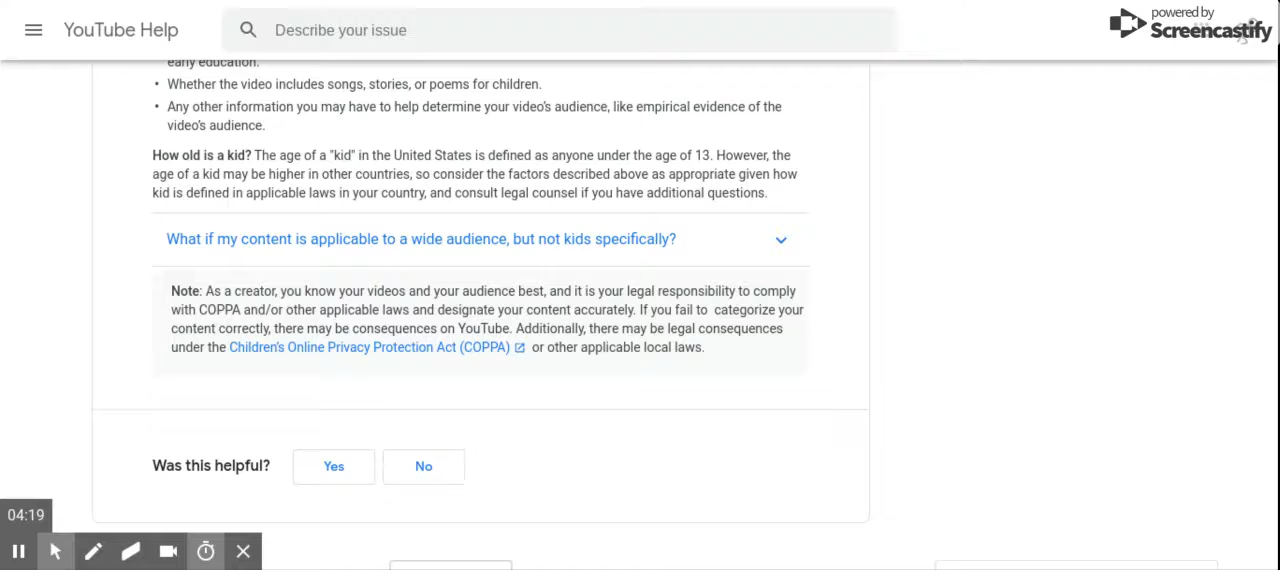 YouTube Help
Describe your issue
powered by
Screencastify
early education.
• Whether the video includes songs, stories, or poems for children.
• Any other information you may have to help determine your video's audience, like empirical evidence of the
video's audience.
How old is a kid? The age of a "kid" in the United States is defined as anyone under the age of 13. However, the
age of a kid may be higher in other countries, so consider the factors described above as appropriate given how
kid is defined in applicable laws in your country, and consult legal counsel if you have additional questions.
What if my content is applicable to a wide audience, but not kids specifically?
Note: As a creator, you know your videos and your audience best, and it is your legal responsibility to comply
with COPPA and/or other applicable laws and designate your content accurately. If you fail to categorize your
content correctly, there may be consequences on YouTube. Additionally, there may be legal consequences
under the Children's Online Privacy Protection Act (COPPA) or other applicable local laws.
Was this helpful?
Yes
No
04:19